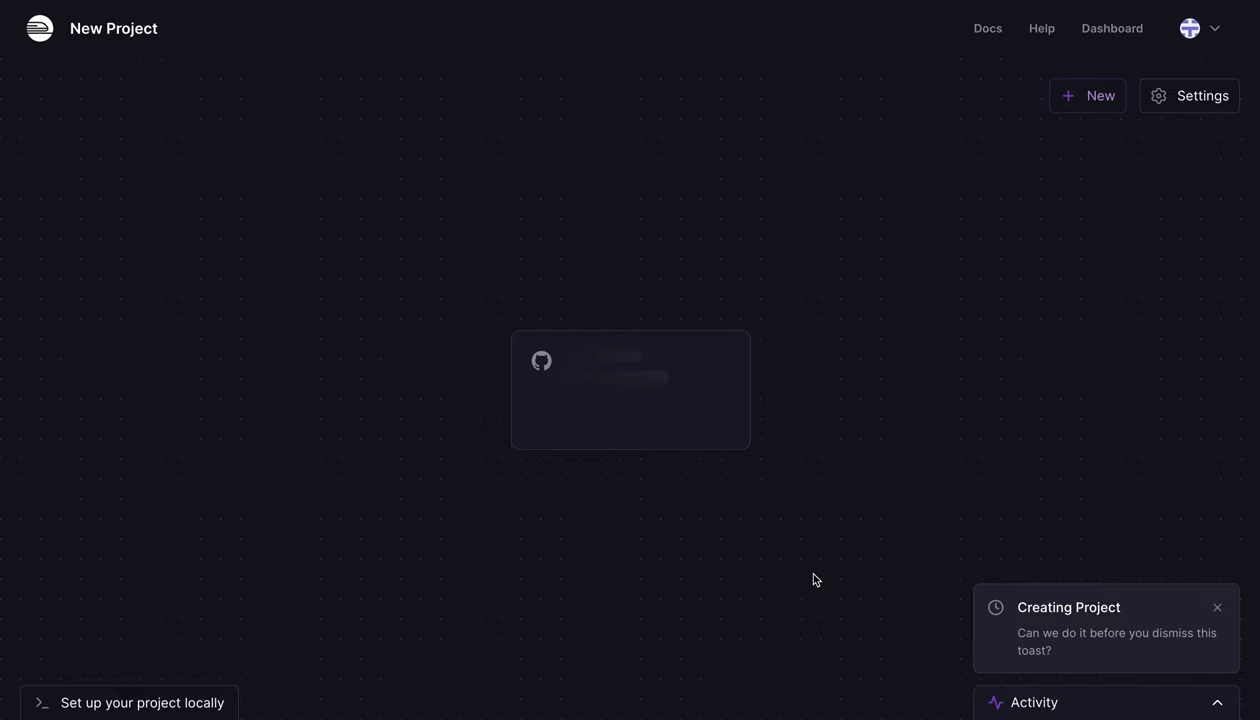 New Project
Docs
Help
Dashboard
New
Settings
Creating Project
Can we do it before you dismiss this
toast?
Set up your project locally
Activity